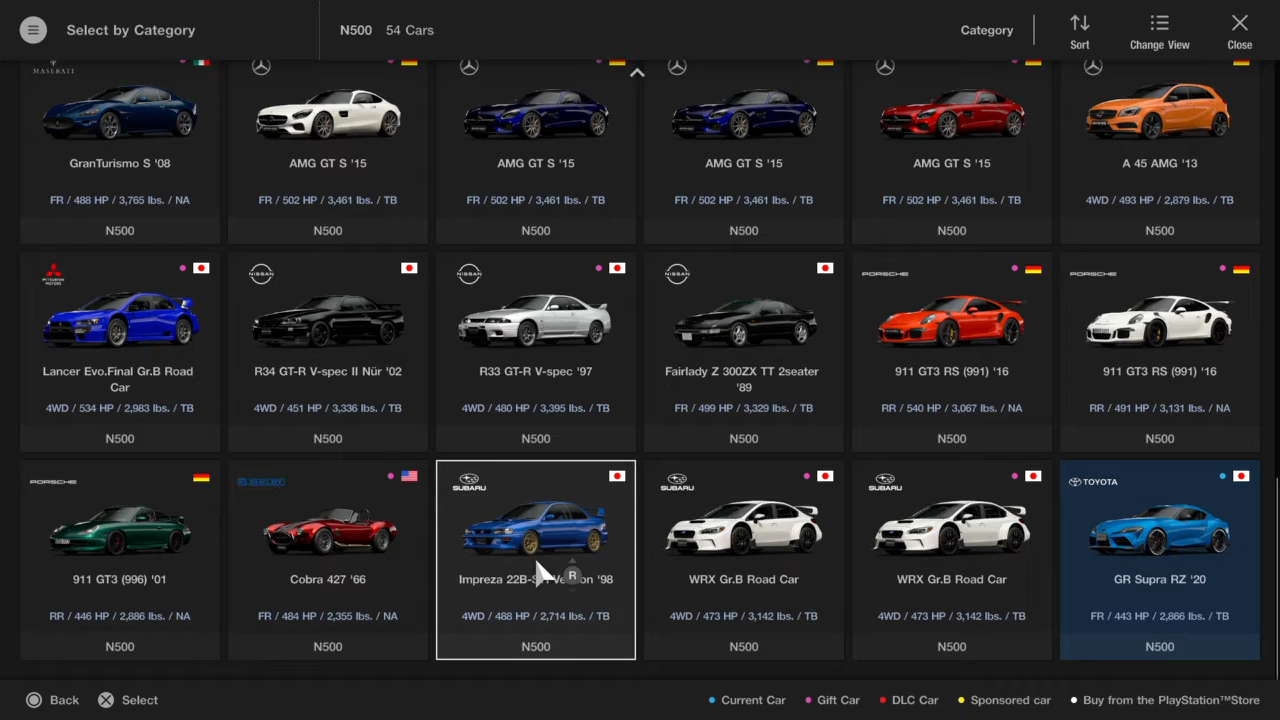 Select by Category
N500 54 Cars
Category
Sort
Change View
Close
MASERATI
GranTurismo S '08
AMG GT S '15
AMG GT S '15
AMG GT S '15
AMG GT S '15
A 45 AMG '13
FR / 488 HP / 3,765 lbs. / NA
FR / 502 HP / 3,461 lbs. / TB
FR / 502 HP / 3,461 lbs. / TB
FR / 502 HP / 3,461 lbs. / TB
FR / 502 HP / 3,461 lbs. / TB
4WD / 493 HP / 2,879 lbs. / TB
N500
N500
N500
N500
N500
N500
MITSUBISHI
MOTORS
NISSAN
NISSAN
NISSAN
PORSCHE
PORSCHE
Lancer Evo.Final Gr.B Road
Car
R34 GT-R V-spec II Nür '02
R33 GT-R V-spec '97
Fairlady Z 300ZX TT 2seater
'89
911 GT3 RS (991) '16
911 GT3 RS (991) '16
4WD / 534 HP / 2,983 lbs. / TB
4WD / 451 HP / 3,336 lbs. / TB
4WD / 480 HP / 3,395 lbs. / TB
FR / 499 HP / 3,329 lbs. / TB
RR / 540 HP / 3,067 lbs. / NA
RR / 491 HP / 3,131 lbs. / NA
N500
N500
N500
N500
N500
N500
PORSCHE
SHELBY
SUBARU
SUBARU
SUBARU
TOYOTA
911 GT3 (996) '01
Cobra 427 '66
Impreza 22B- '98
R
WRX Gr.B Road Car
WRX Gr.B Road Car
GR Supra RZ '20
RR / 446 HP / 2,886 lbs. / NA
FR / 484 HP / 2,355 lbs. / NA
4WD / 488 HP / 2,714 lbs. / TB
4WD / 473 HP / 3,142 lbs. / TB
4WD / 473 HP / 3,142 lbs. / TB
FR / 443 HP / 2,866 lbs. / TB
N500
N500
N500
N500
N500
N500
Back
Select
Current Car
Gift Car
DLC Car
Sponsored car
Buy from the PlayStation™Store